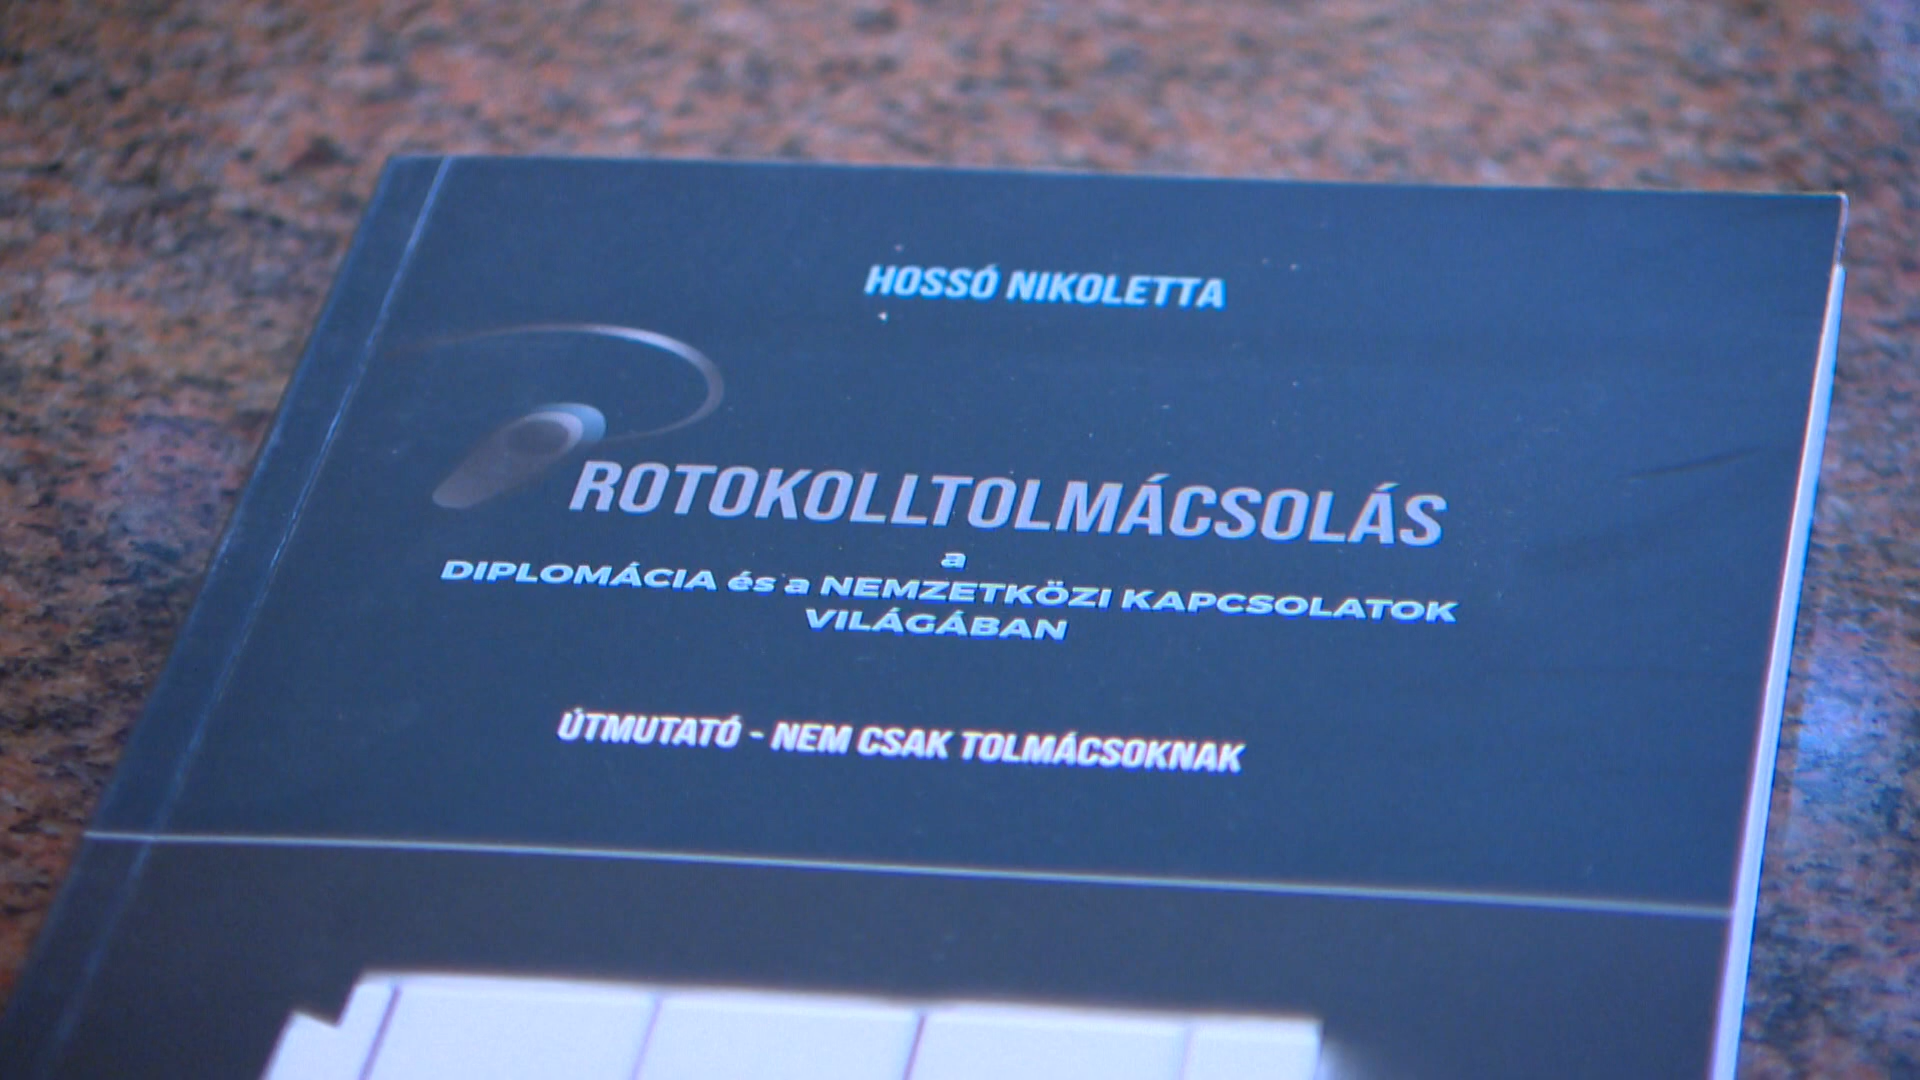 HOSSÓ NIKOLETTA
ROTOKOLLTOLMÁCSOLÁS
a
DIPLOMÁCIA és a NEMZETKÖZI KAPCSOLATOK
VILÁGÁBAN
ÚTMUTATÓ - NEM CSAK TOLMÁCSOKNAK